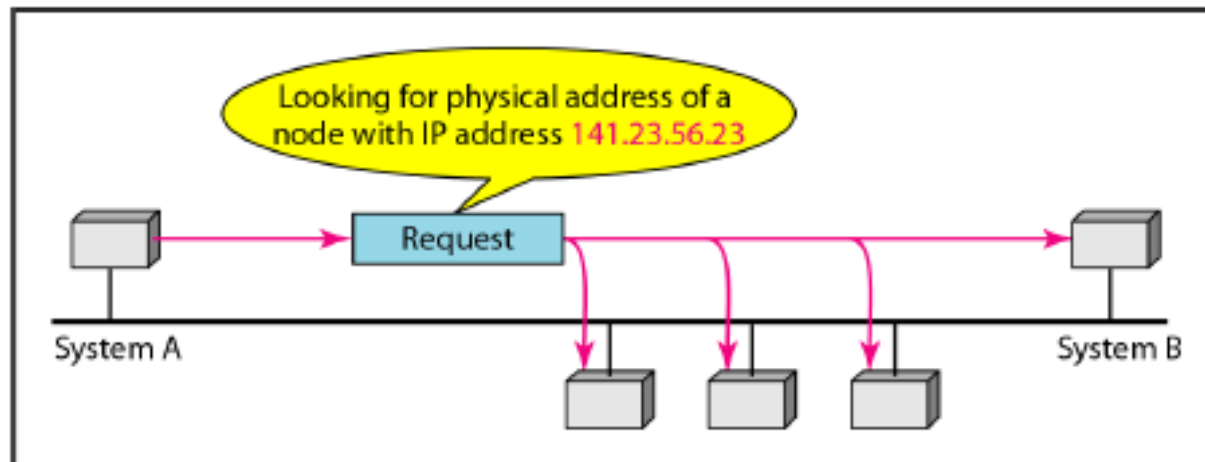 Looking for physical address of a
node with IP address 141.23.56.23
Request
System A
System B